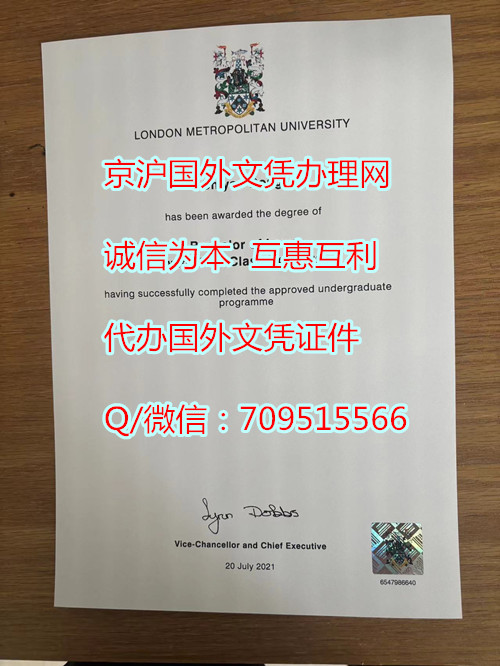 LONDON METROPOLITAN UNIVERSITY
京沪国外文凭办理网
has been awarded the degree of
诚信为本 互惠互利
having successfully completed the approved undergraduate
programme
代办国外文凭证件
Q/微信：709515566
Lynn Dobbs
Vice-Chancellor and Chief Executive
20 July 2021
6547986640